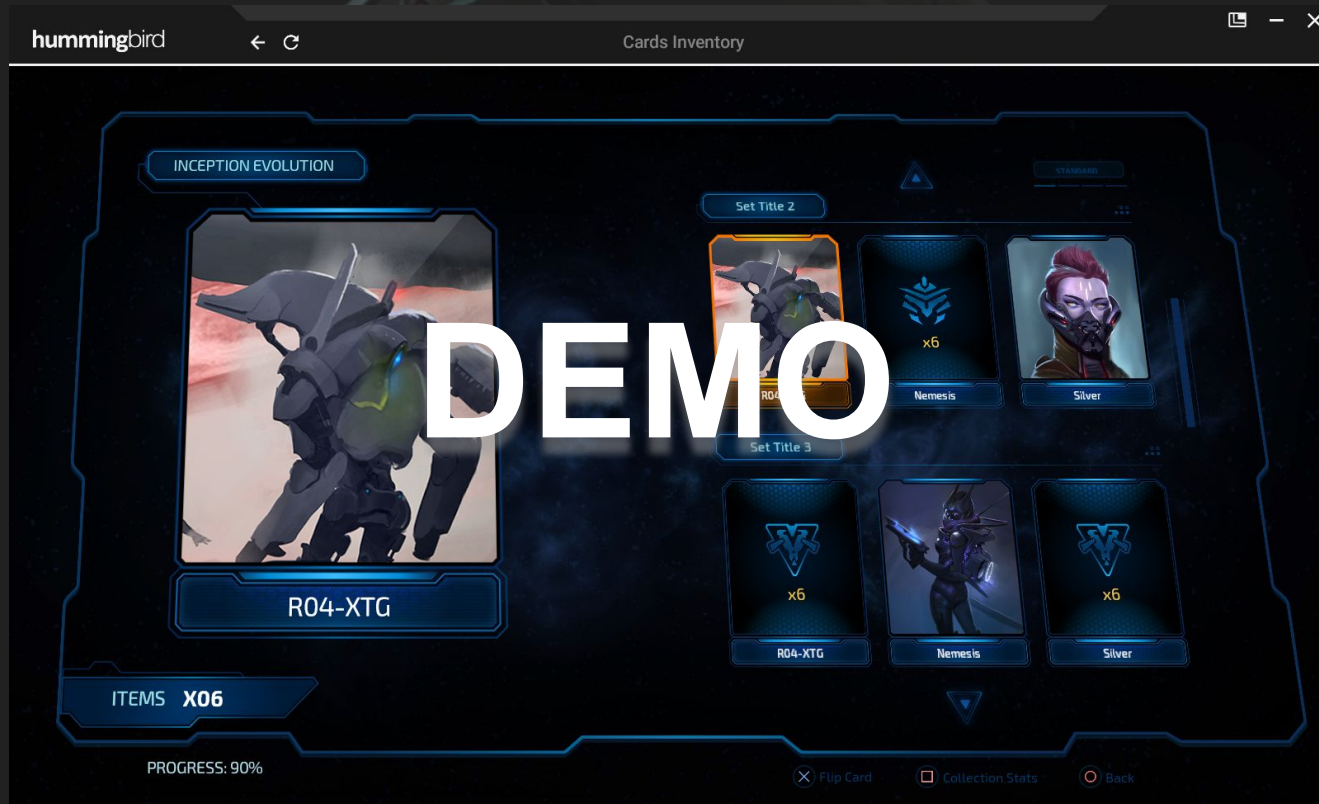 hummingbird
Cards Inventory
INCEPTION EVOLUTION
STANDARD
Set Title 2
x6
R04-
Nemesis
Silver
DEMO
Set Title 3
x6
x6
R04-XTG
Nemesis
Silver
R04-XTG
ITEMS X06
PROGRESS: 90%
Flip Card
Collection Stats
Back